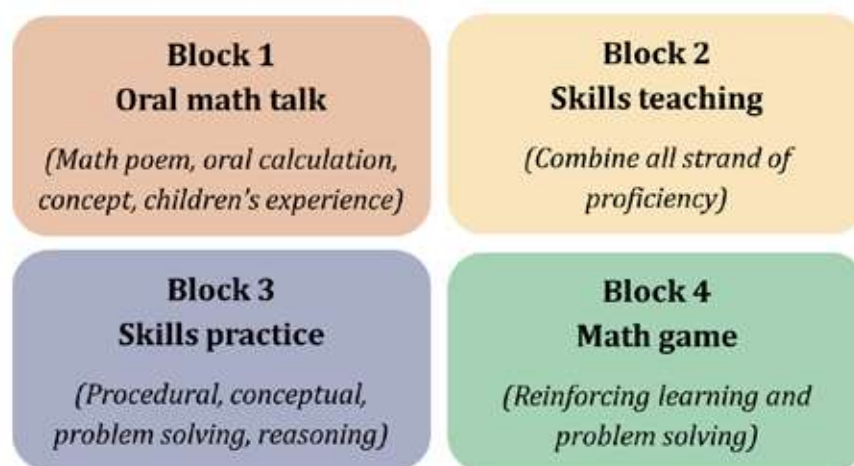 Block 1
Oral math talk
(Math poem, oral calculation,
concept, children's experience)
Block 2
Skills teaching
(Combine all strand of
proficiency)
Block 3
Skills practice
(Procedural, conceptual,
problem solving, reasoning)
Block 4
Math game
(Reinforcing learning and
problem solving)